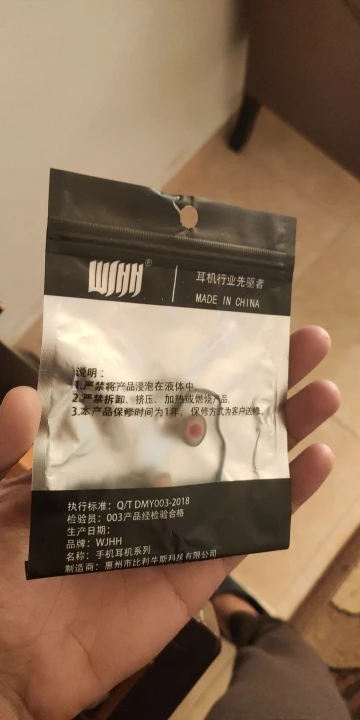 WJHH®
耳机行业先驱者
MADE IN CHINA
说明：
1.严禁将产品浸泡在液体中
2.严禁拆卸、挤压、加热或燃烧产品.
3.本产品保修时间为1年，保修方式为客户送修.
执行标准：Q/T DMY003-2018
检验员：003产品经检验合格
生产日期：
品牌：WJHH
名称：手机耳机系列
制造商：惠州市比利牛斯科技有限公司